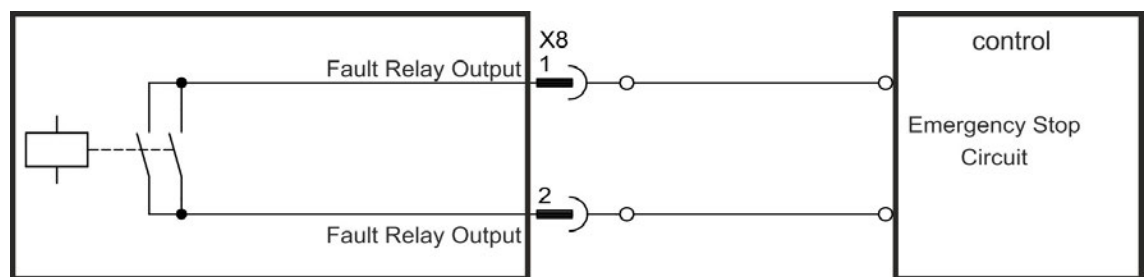 X8
1
Fault Relay Output
control
Emergency Stop
Circuit
2
Fault Relay Output